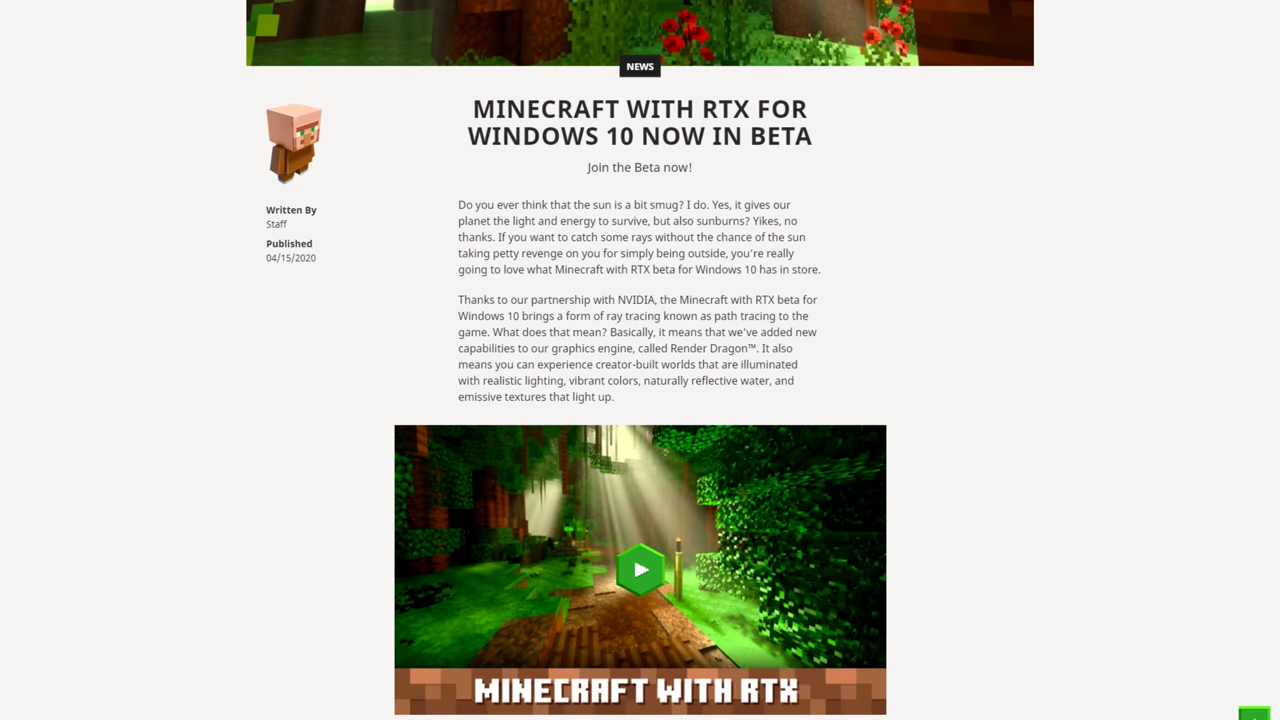 NEWS
MINECRAFT WITH RTX FOR
WINDOWS 10 NOW IN BETA
Join the Beta now!
Written By
Staff
Published
04/15/2020
Do you ever think that the sun is a bit smug? I do. Yes, it gives our
planet the light and energy to survive, but also sunburns? Yikes, no
thanks. If you want to catch some rays without the chance of the sun
taking petty revenge on you for simply being outside, you’re really
going to love what Minecraft with RTX beta for Windows 10 has in store.
Thanks to our partnership with NVIDIA, the Minecraft with RTX beta for
Windows 10 brings a form of ray tracing known as path tracing to the
game. What does that mean? Basically, it means that we’ve added new
capabilities to our graphics engine, called Render Dragon™. It also
means you can experience creator-built worlds that are illuminated
with realistic lighting, vibrant colors, naturally reflective water, and
emissive textures that light up.
MINECRAFT WITH RTX